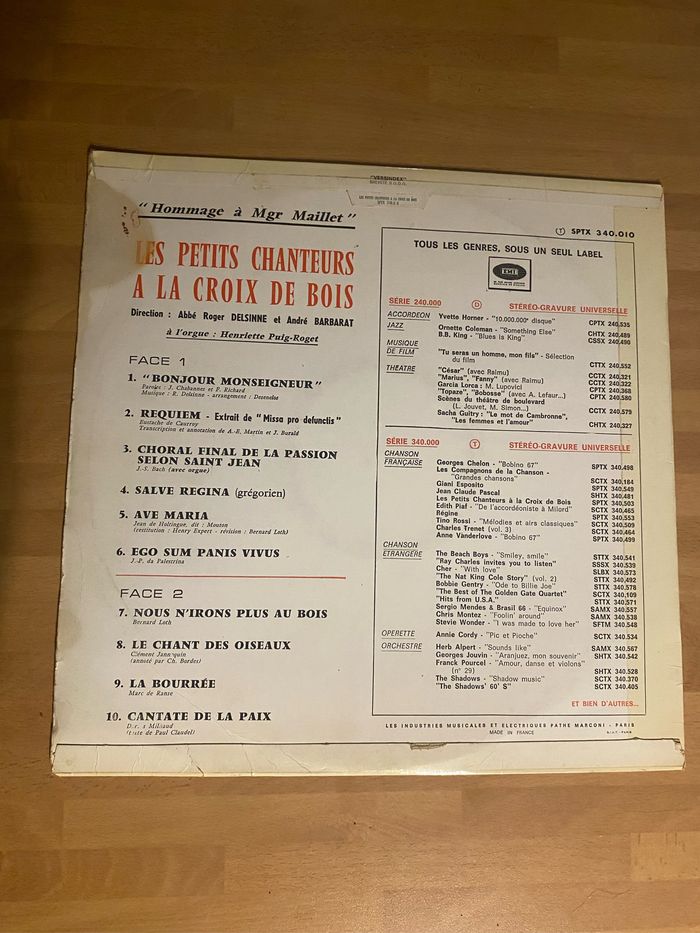 "VERSINDEX"
BREVETÉ S.G.D.G.
LES PETITS CHANTEURS A LA CROIX DE BOIS
"Hommage à Mgr Maillet"
LES PETITS CHANTEURS
A LA CROIX DE BOIS
Direction : Abbé Roger DELSINNE et André BARBARAT
à l'orgue : Henriette Puig-Roget
FACE 1
1. "BONJOUR MONSEIGNEUR"
Paroles : J. Chabannes et F. Richard
Musique : R. Delsinne - arrangement : Desenclos
2. REQUIEM - Extrait de "Missa pro defunctis"
Eustache du Caurroy
Transcription et annotation de A.-E. Martin et J. Burald
3. CHORAL FINAL DE LA PASSION
SELON SAINT JEAN
J.-S. Bach (avec orgue)
4. SALVE REGINA (grégorien)
5. AVE MARIA
Jean de Holtingue, dit : Mouton
(restitution : Henry Expert - révision : Bernard Loth)
6. EGO SUM PANIS VIVUS
J.-P. da Palestrina
FACE 2
7. NOUS N'IRONS PLUS AU BOIS
Bernard Loth
8. LE CHANT DES OISEAUX
Clément Jannequin
(annoté par Ch. Bordes)
9. LA BOURRÉE
Marc de Ranse
10. CANTATE DE LA PAIX
Milhaud
(texte de Paul Claudel)
Ⓣ SPTX 340.010
TOUS LES GENRES, SOUS UN SEUL LABEL
EMI
SÉRIE 240.000 Ⓓ STÉRÉO-GRAVURE UNIVERSELLE
ACCORDEON Yvette Horner - "10.000.000e disque" CPTX 240.535
JAZZ Ornette Coleman - "Something Else" CHTX 240.489
B.B. King - "Blues is King" CSSX 240.490
MUSIQUE
DE FILM "Tu seras un homme, mon fils" - Sélection
du film CTTX 240.552
THEATRE "César" (avec Raimu) CCTX 240.321
"Marius", "Fanny" (avec Raimu) CCTX 240.322
Garcia Lorca : M. Lupovici CPTX 240.368
"Topaze", "Bobosse" (avec A. Lefaur...) CPTX 240.580
Scènes du théâtre de boulevard
(L. Jouvet, M. Simon...) CCTX 240.579
Sacha Guitry : "Le mot de Cambronne",
"Les femmes et l'amour" CHTX 240.327
SÉRIE 340.000 Ⓣ STÉRÉO-GRAVURE UNIVERSELLE
CHANSON
FRANÇAISE Georges Chelon - "Bobino 67" SPTX 340.498
Les Compagnons de la Chanson -
"Grandes chansons" SCTX 340.184
Giani Esposito SPTX 340.549
Jean Claude Pascal SHTX 340.481
Les Petits Chanteurs à la Croix de Bois SPTX 340.503
Edith Piaf - "De l'accordéoniste à Milord" SCTX 340.465
Régine SPTX 340.553
Tino Rossi - "Mélodies et airs classiques" SCTX 340.509
Charles Trenet (vol. 3) SCTX 340.464
Anne Vanderlove - "Bobino 67" SPTX 340.499
CHANSON
ETRANGERE The Beach Boys - "Smiley, smile" STTX 340.541
"Ray Charles invites you to listen" SSSX 340.539
Cher - "With love" SLBX 340.573
"The Nat King Cole Story" (vol. 2) STTX 340.492
Bobbie Gentry - "Ode to Billie Joe" STTX 340.578
"The Best of The Golden Gate Quartet" SCTX 340.109
"Hits from U.S.A." STTX 340.571
Sergio Mendes & Brasil 66 - "Equinox" SAMX 340.557
Chris Montez - "Foolin' around" SAMX 340.538
Stevie Wonder - "I was made to love her" SFTM 340.548
OPERETTE Annie Cordy - "Pic et Pioche" SCTX 340.534
ORCHESTRE Herb Alpert - "Sounds like" SAMX 340.567
Georges Jouvin - "Aranjuez, mon souvenir" SHTX 340.542
Franck Pourcel - "Amour, danse et violons"
(n° 29) SHTX 340.528
The Shadows - "Shadow music" SCTX 340.370
"The Shadows' 60' S" SCTX 340.405
ET BIEN D'AUTRES...
LES INDUSTRIES MUSICALES ET ELECTRIQUES PATHE MARCONI - PARIS
MADE IN FRANCE